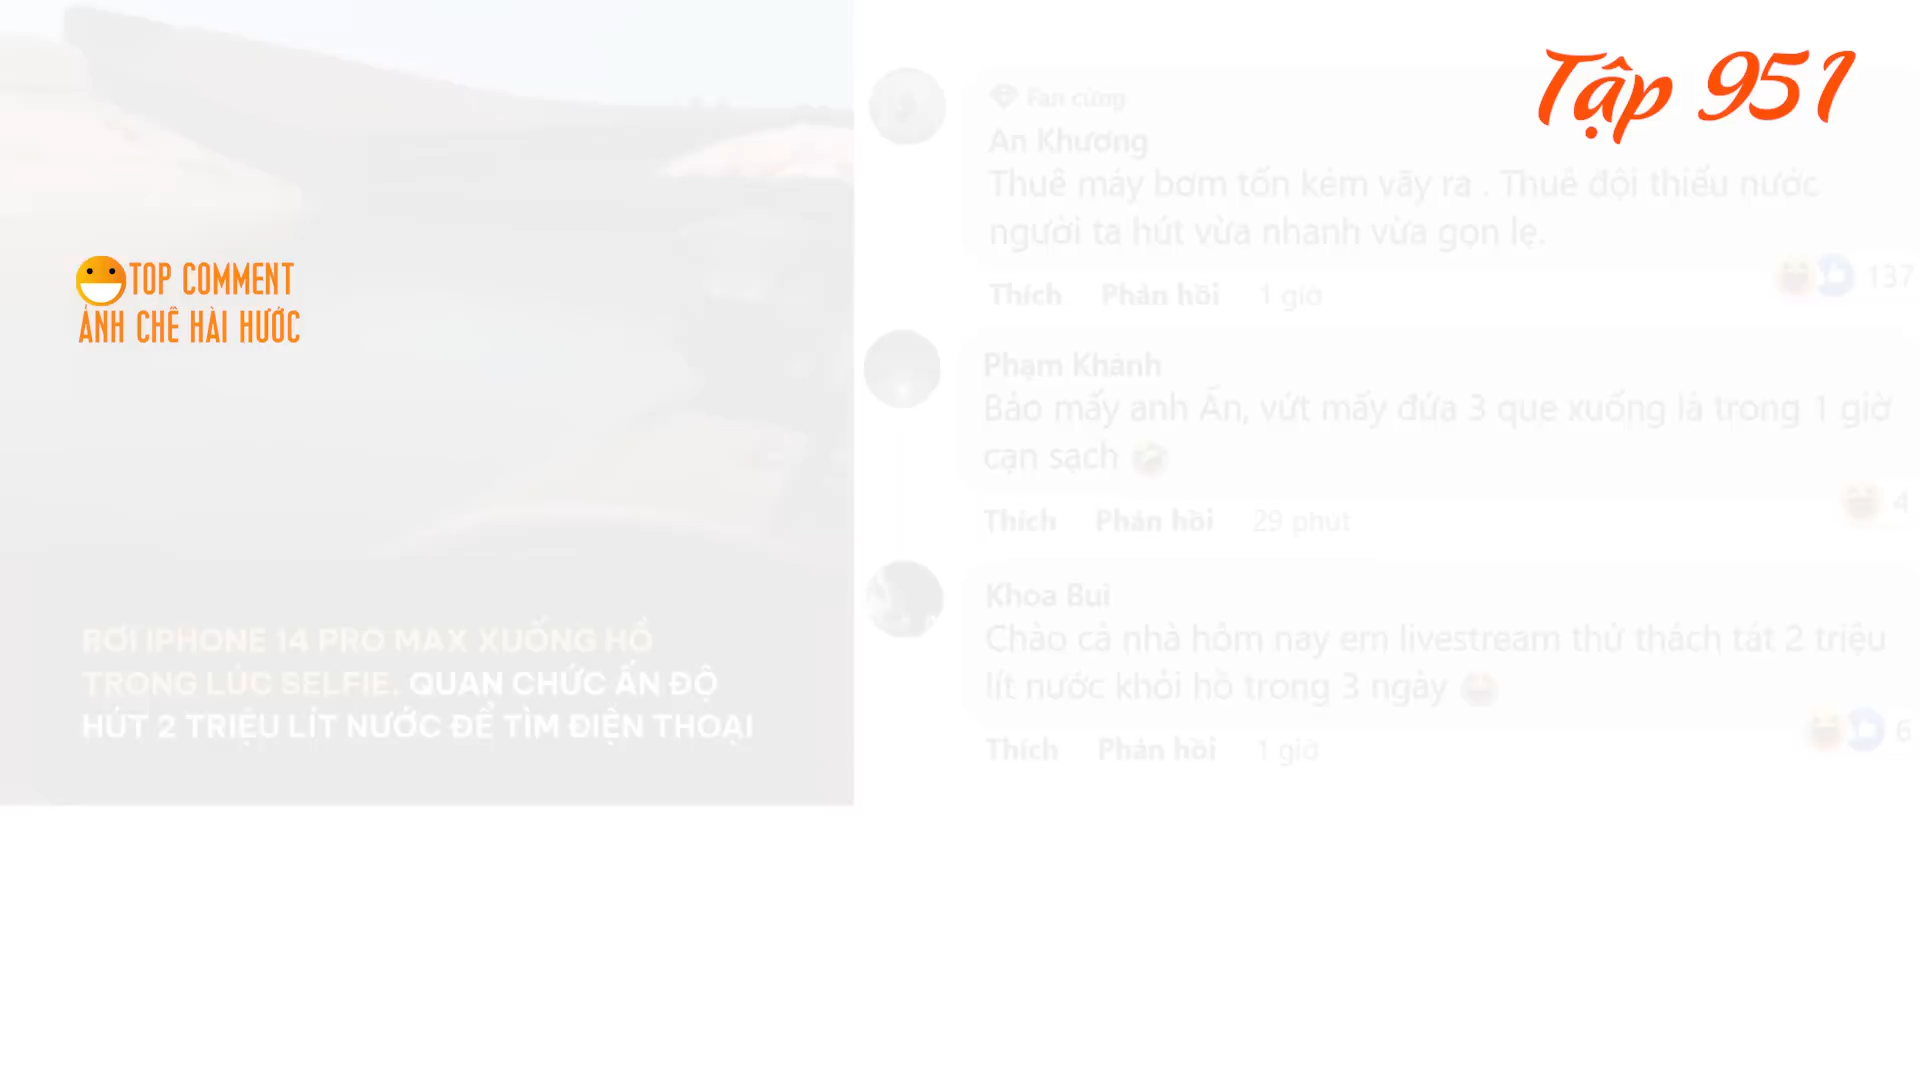 Tập 951
TOP COMMENT
ẢNH CHẾ HÀI HƯỚC
RƠI IPHONE 14 PRO MAX XUỐNG HỒ
TRONG LÚC SELFIE. QUAN CHỨC ẤN ĐỘ
HÚT 2 TRIỆU LÍT NƯỚC ĐỂ TÌM ĐIỆN THOẠI
Fan cứng
An Khương
Thuê máy bơm tốn kém vãy ra . Thuê đội thiếu nước
người ta hút vừa nhanh vừa gọn lẹ.
Thích Phản hồi 1 giờ
137
Phạm Khánh
Bảo mấy anh Ấn, vứt mấy đứa 3 que xuống là trong 1 giờ
cạn sạch
Thích Phản hồi 29 phút
4
Khoa Bui
Chào cả nhà hôm nay em livestream thử thách tát 2 triệu
lít nước khỏi hồ trong 3 ngày
Thích Phản hồi 1 giờ
6